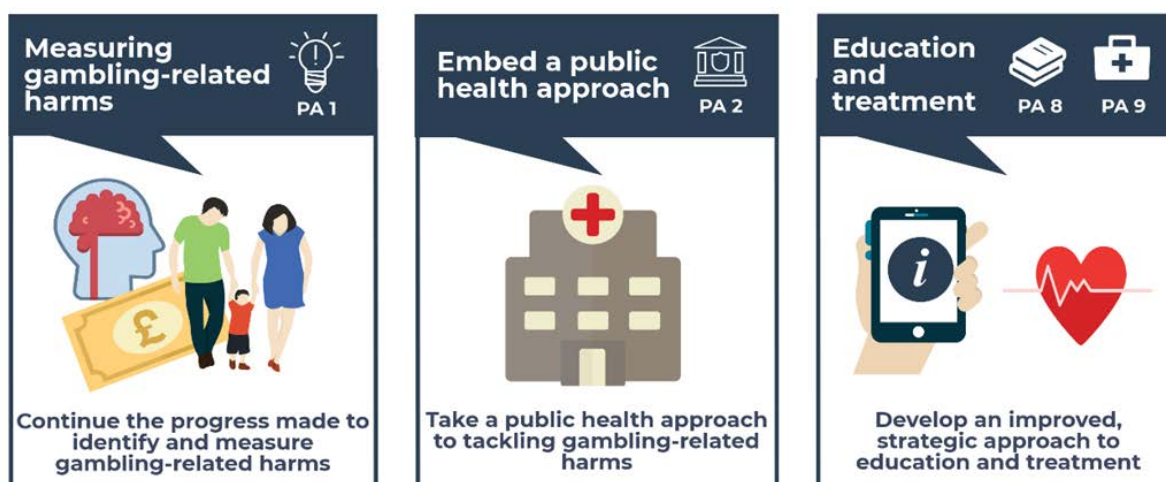 Measuring
gambling-related
harms
PA 1
Continue the progress made to
identify and measure
gambling-related harms
Embed a public
health approach
PA 2
Take a public health approach
to tackling gambling-related
harms
Education
and
treatment
PA 8
PA 9
Develop an improved,
strategic approach to
education and treatment
£
i